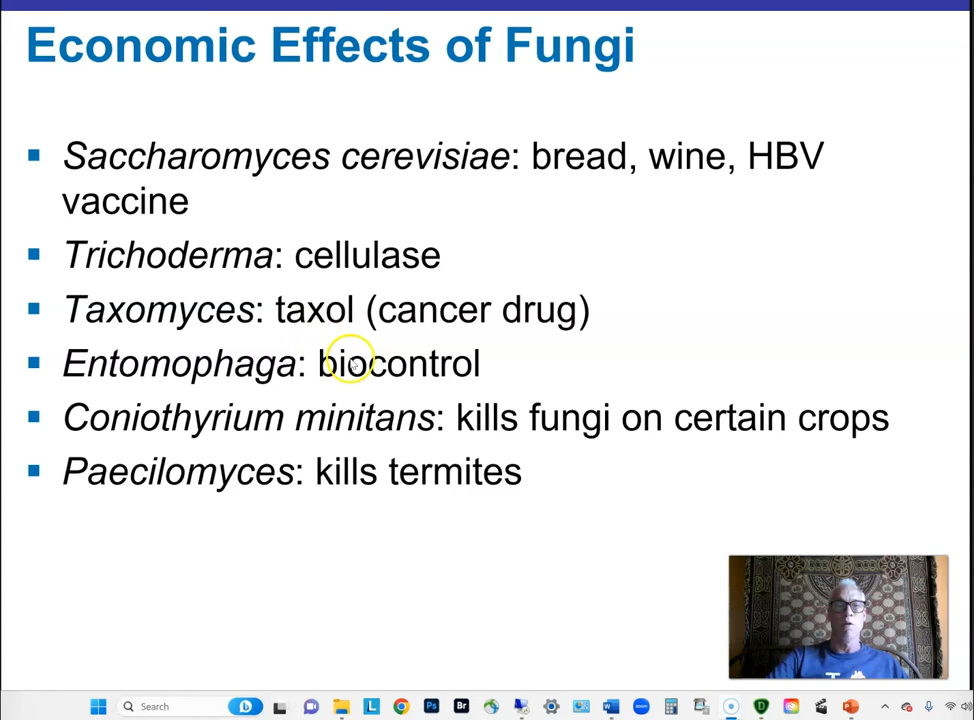 Economic Effects of Fungi
Saccharomyces cerevisiae: bread, wine, HBV
vaccine
Trichoderma: cellulase
Taxomyces: taxol (cancer drug)
Entomophaga: biocontrol
Coniothyrium minitans: kills fungi on certain crops
Paecilomyces: kills termites
Search